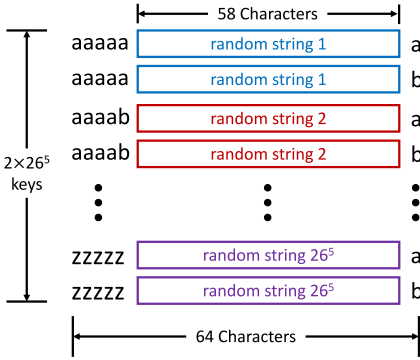 58 Characters
aaaaa random string 1 a
aaaaa random string 1 b
aaaab random string 2 a
aaaab random string 2 b
2×26⁵
keys
zzzzz random string 26⁵ a
zzzzz random string 26⁵ b
64 Characters